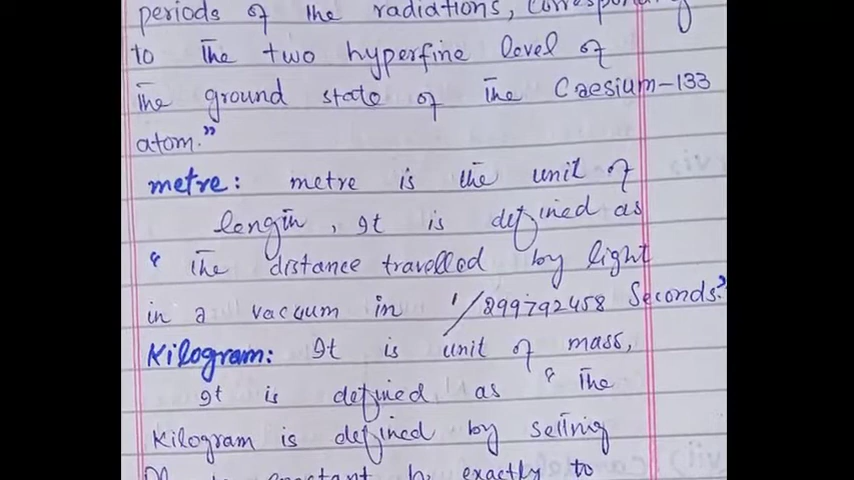 periods of the radiations, corresponding
to the two hyperfine level of
the ground state of the Caesium-133
atom."
metre: metre is the unit of
length, It is defined as
" the distance travelled by light
in a vacuum in 1/299792458 Seconds."
Kilogram: It is unit of mass,
It is defined as " the
Kilogram is defined by setting
constant h, exactly to